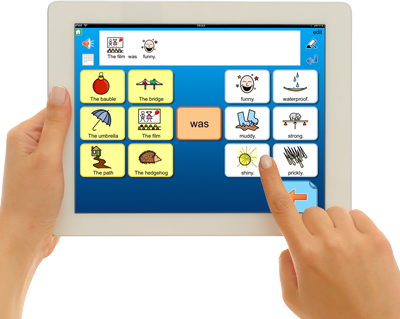 edit
The film was funny.
The bauble The bridge funny. waterproof.
The umbrella The film was muddy. strong.
The path The hedgehog shiny. prickly.